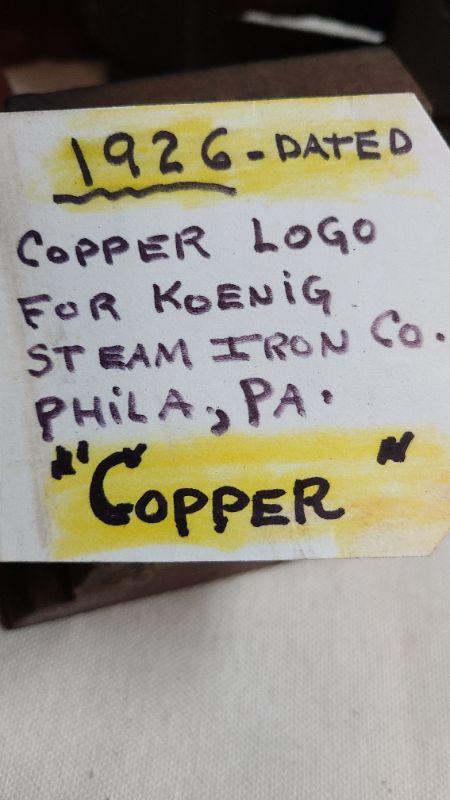 1926-DATED
COPPER LOGO
FOR KOENiG
STEAM IRON CO.
PHiLA, PA.
"COPPER"